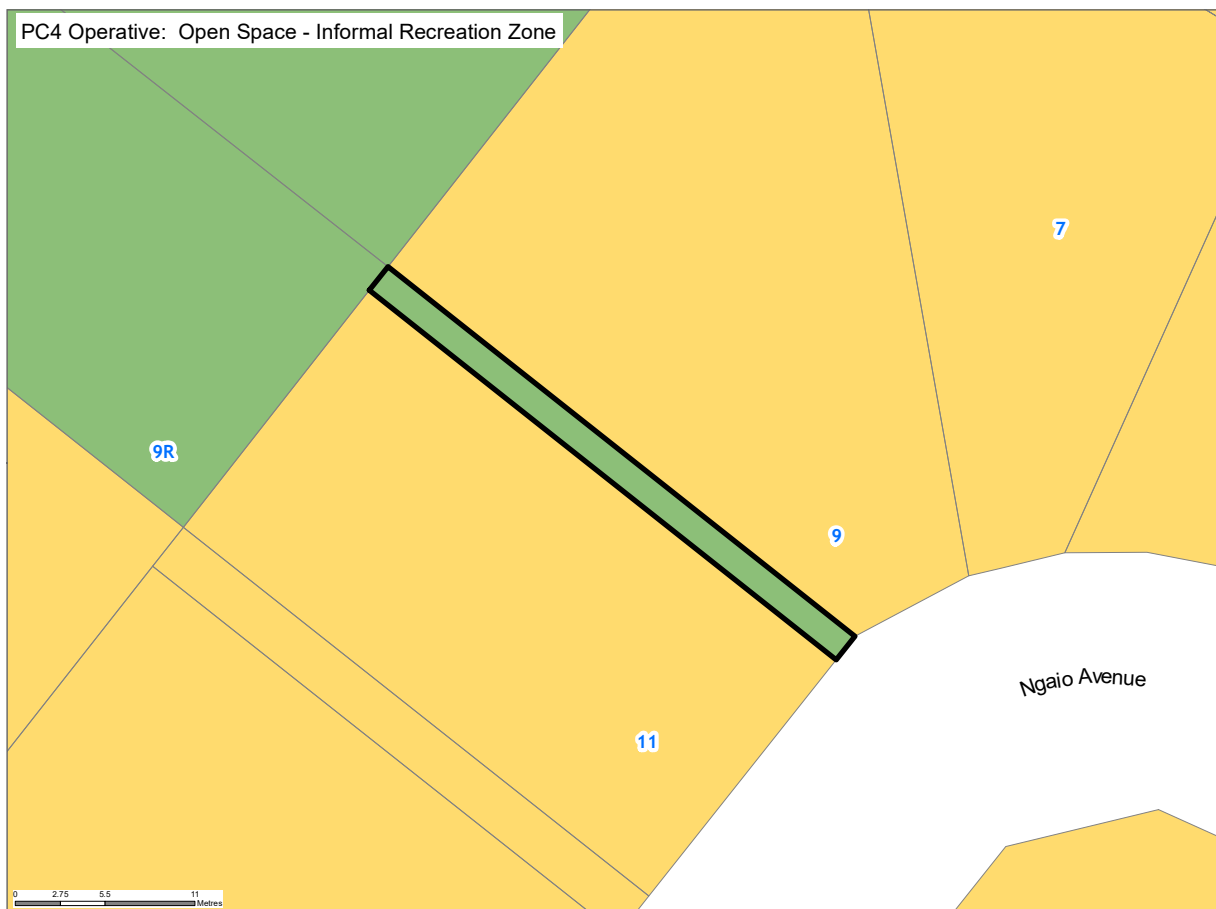 PC4 Operative: Open Space - Informal Recreation Zone
7
9R
9
Ngaio Avenue
11
0 2.75 5.5 11
Metres